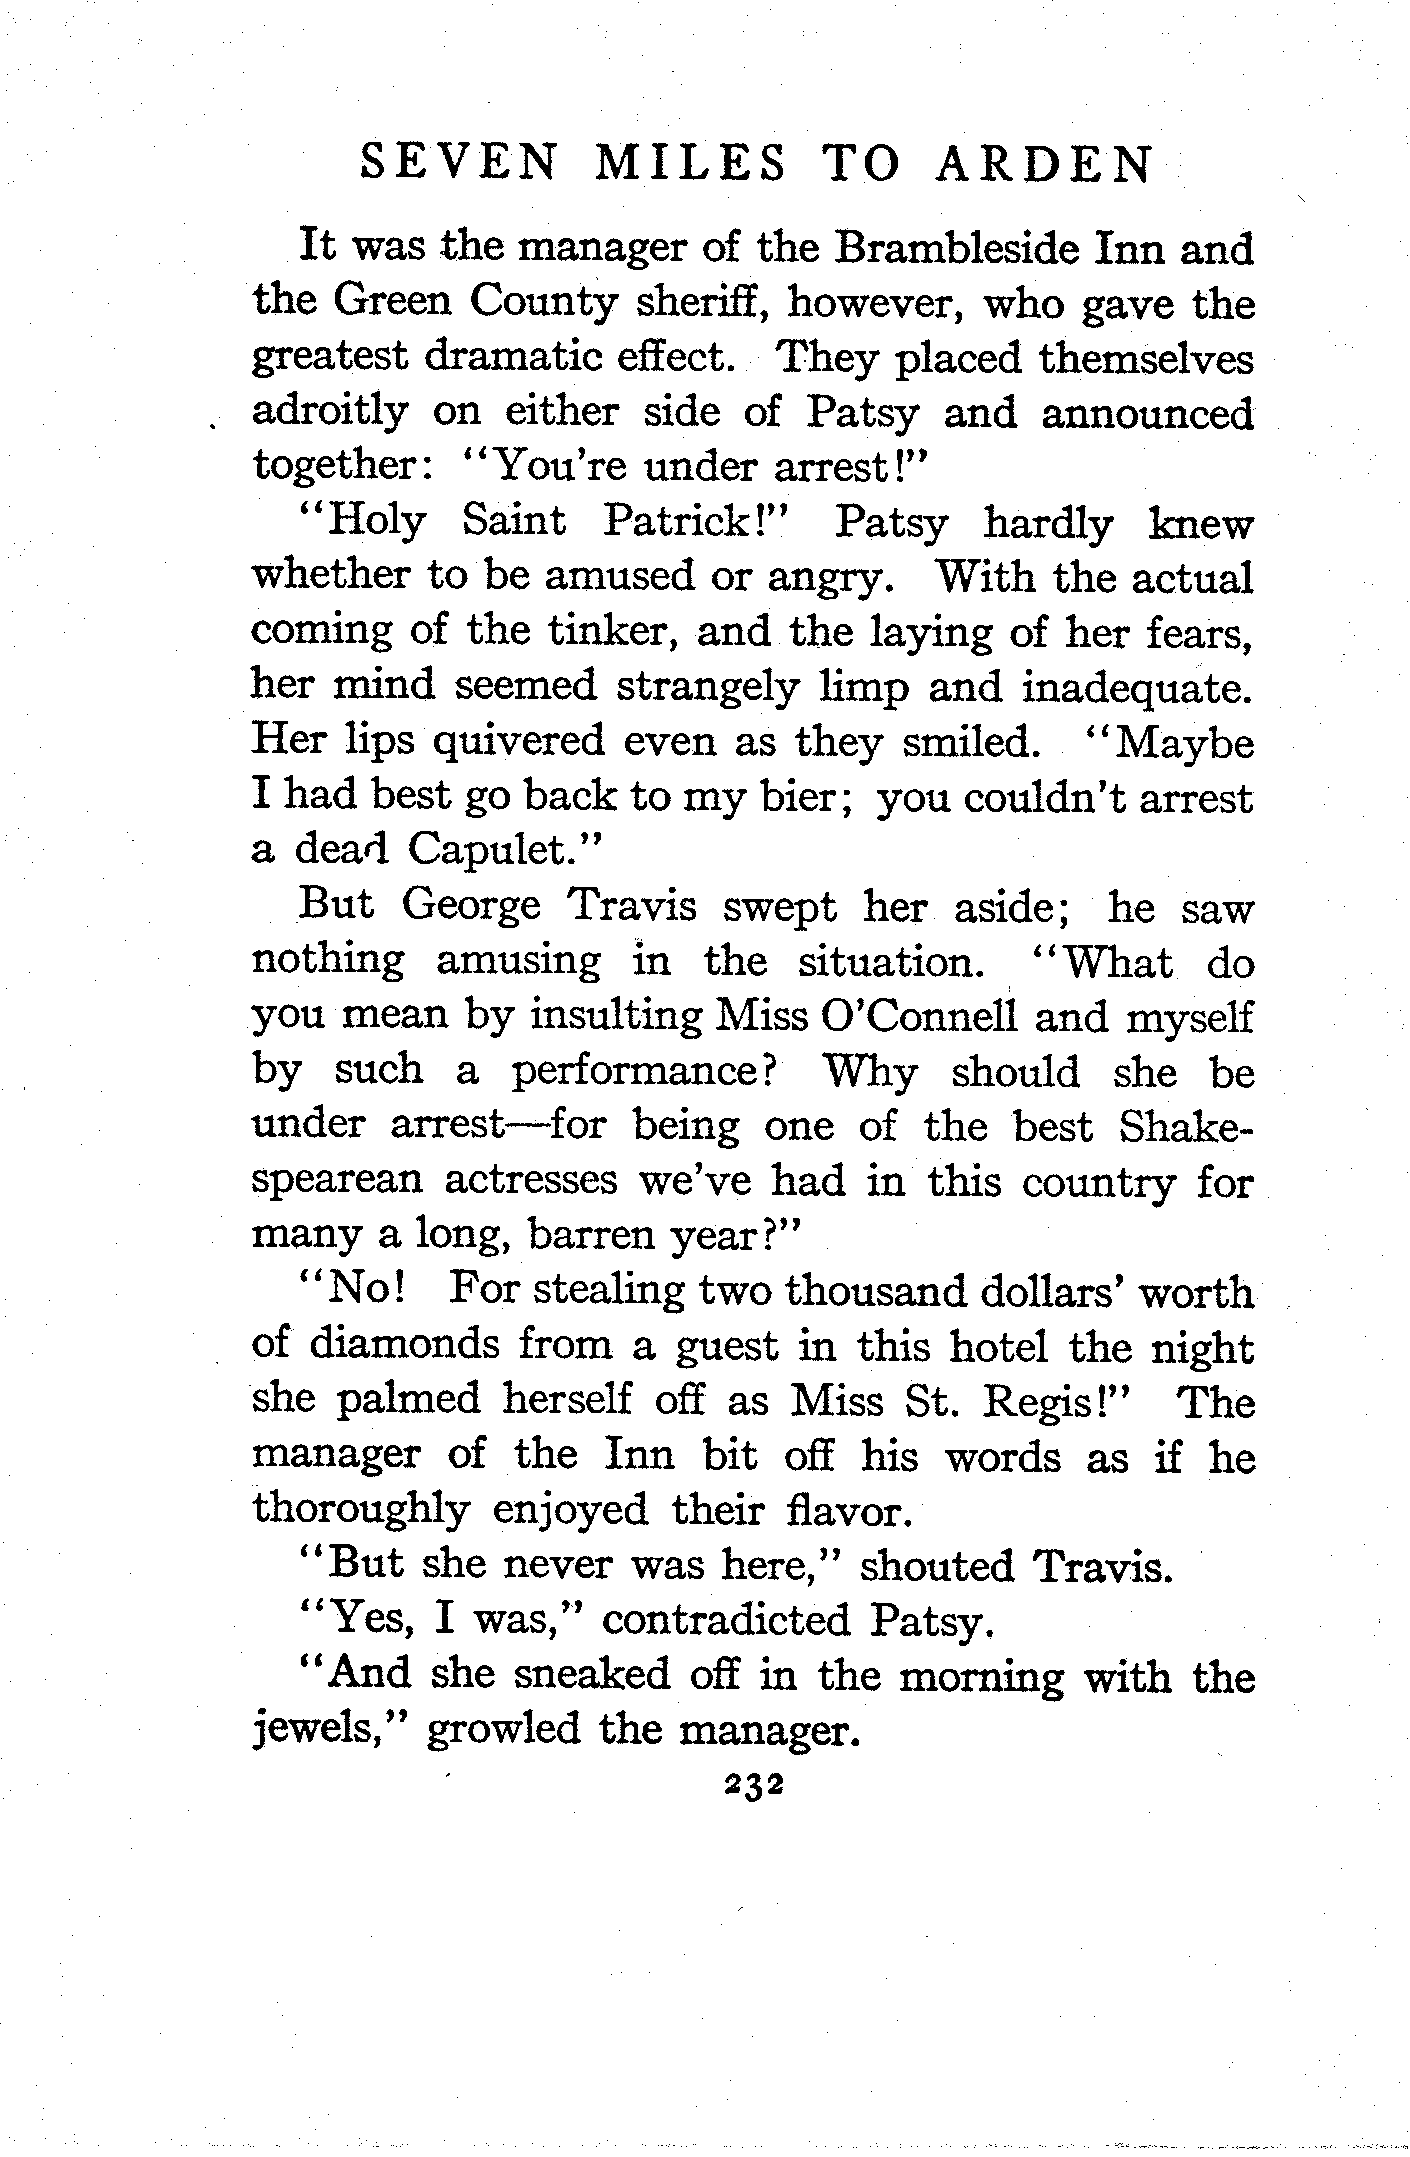 SEVEN MILES TO ARDEN
It was the manager of the Brambleside Inn and
the Green County sheriff, however, who gave the
greatest dramatic effect. They placed themselves
adroitly on either side of Patsy and announced
together: "You're under arrest!"
"Holy Saint Patrick!" Patsy hardly knew
whether to be amused or angry. With the actual
coming of the tinker, and the laying of her fears,
her mind seemed strangely limp and inadequate.
Her lips quivered even as they smiled. "Maybe
I had best go back to my bier; you couldn't arrest
a dead Capulet."
But George Travis swept her aside; he saw
nothing amusing in the situation. "What do
you mean by insulting Miss O'Connell and myself
by such a performance? Why should she be
under arrest—for being one of the best Shake-
spearean actresses we've had in this country for
many a long, barren year?"
"No! For stealing two thousand dollars' worth
of diamonds from a guest in this hotel the night
she palmed herself off as Miss St. Regis!" The
manager of the Inn bit off his words as if he
thoroughly enjoyed their flavor.
"But she never was here," shouted Travis.
"Yes, I was," contradicted Patsy.
"And she sneaked off in the morning with the
jewels," growled the manager.
232